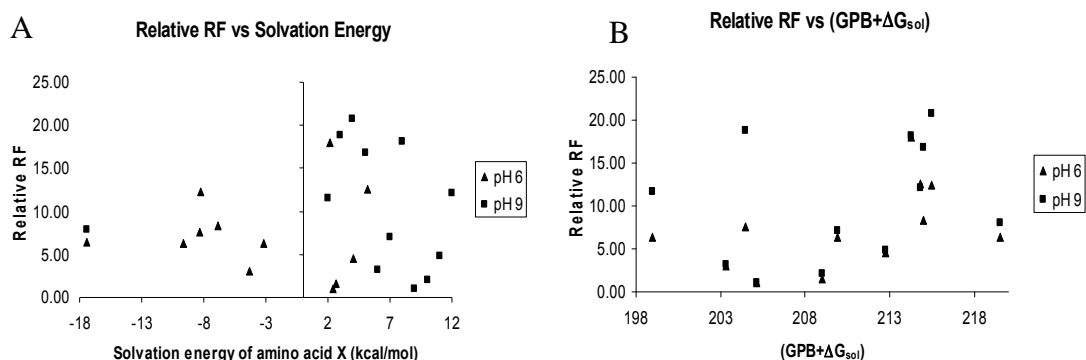 A
Relative RF vs Solvation Energy
25.00
20.00
15.00
10.00
5.00
0.00
Relative RF
-18
-13
-8
-3
2
7
12
Solvation energy of amino acid X (kcal/mol)
pH 6
pH 9
B
Relative RF vs (GPB+ΔGsol)
25.00
20.00
15.00
10.00
5.00
0.00
Relative RF
198
203
208
213
218
(GPB+ΔGsol)
pH 6
pH 9